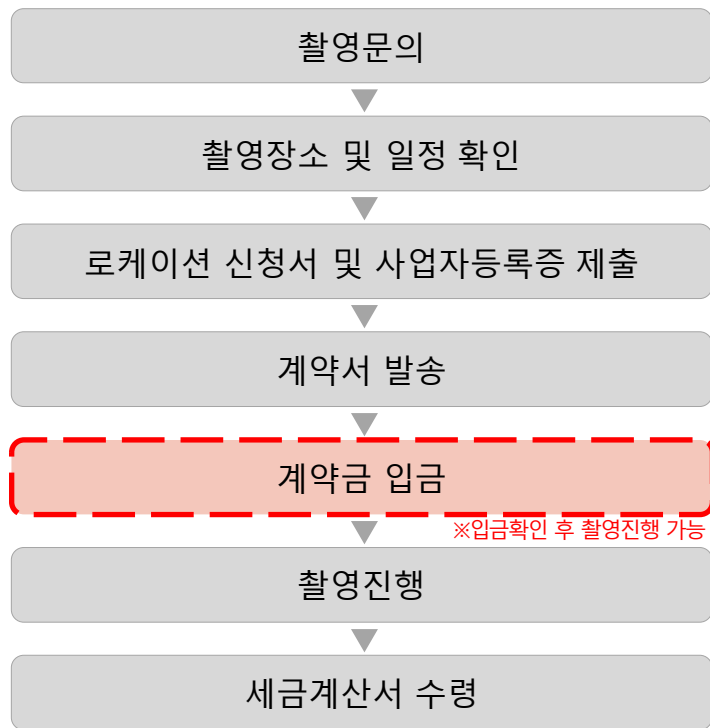 촬영문의
촬영장소 및 일정 확인
로케이션 신청서 및 사업자등록증 제출
계약서 발송
계약금 입금
※입금확인 후 촬영진행 가능
촬영진행
세금계산서 수령